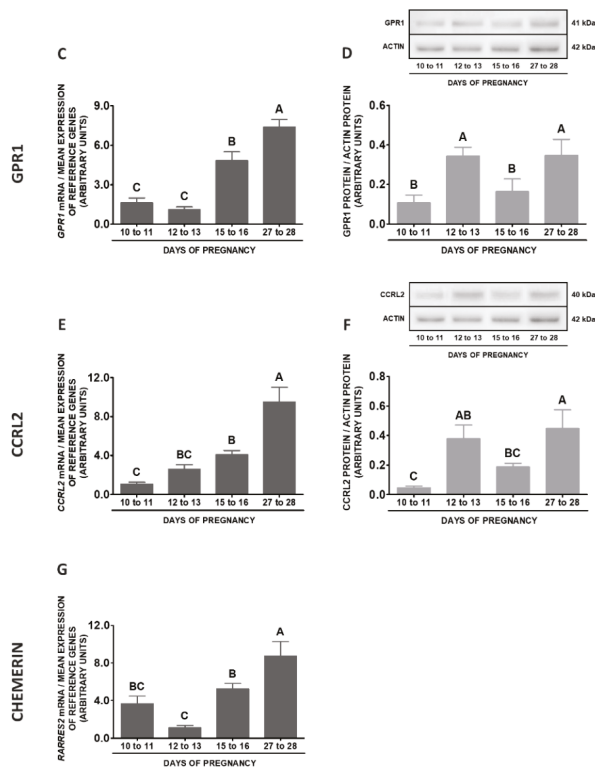 GPR1
C
GPR1 mRNA / MEAN EXPRESSION
OF REFERENCE GENES
(ARBITRARY UNITS)
9.0
6.0
3.0
0.0
C
C
B
A
10 to 11 12 to 13 15 to 16 27 to 28
DAYS OF PREGNANCY
D
GPR1 41 kDa
ACTIN 42 kDa
10 to 11 12 to 13 15 to 16 27 to 28
DAYS OF PREGNANCY
GPR1 PROTEIN / ACTIN PROTEIN
(ARBITRARY UNITS)
0.6
0.4
0.2
0.0
B
A
B
A
10 to 11 12 to 13 15 to 16 27 to 28
DAYS OF PREGNANCY
CCRL2
E
CCRL2 mRNA / MEAN EXPRESSION
OF REFERENCE GENES
(ARBITRARY UNITS)
12.0
8.0
4.0
0.0
C
BC
B
A
10 to 11 12 to 13 15 to 16 27 to 28
DAYS OF PREGNANCY
F
CCRL2 40 kDa
ACTIN 42 kDa
10 to 11 12 to 13 15 to 16 27 to 28
DAYS OF PREGNANCY
CCRL2 PROTEIN / ACTIN PROTEIN
(ARBITRARY UNITS)
0.8
0.6
0.4
0.2
0.0
C
AB
BC
A
10 to 11 12 to 13 15 to 16 27 to 28
DAYS OF PREGNANCY
CHEMERIN
G
RARRES2 mRNA / MEAN EXPRESSION
OF REFERENCE GENES
(ARBITRARY UNITS)
12.0
8.0
4.0
0.0
BC
C
B
A
10 to 11 12 to 13 15 to 16 27 to 28
DAYS OF PREGNANCY